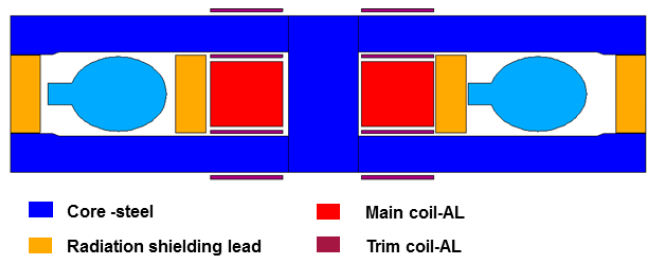 Core -steel
Main coil-AL
Radiation shielding lead
Trim coil-AL